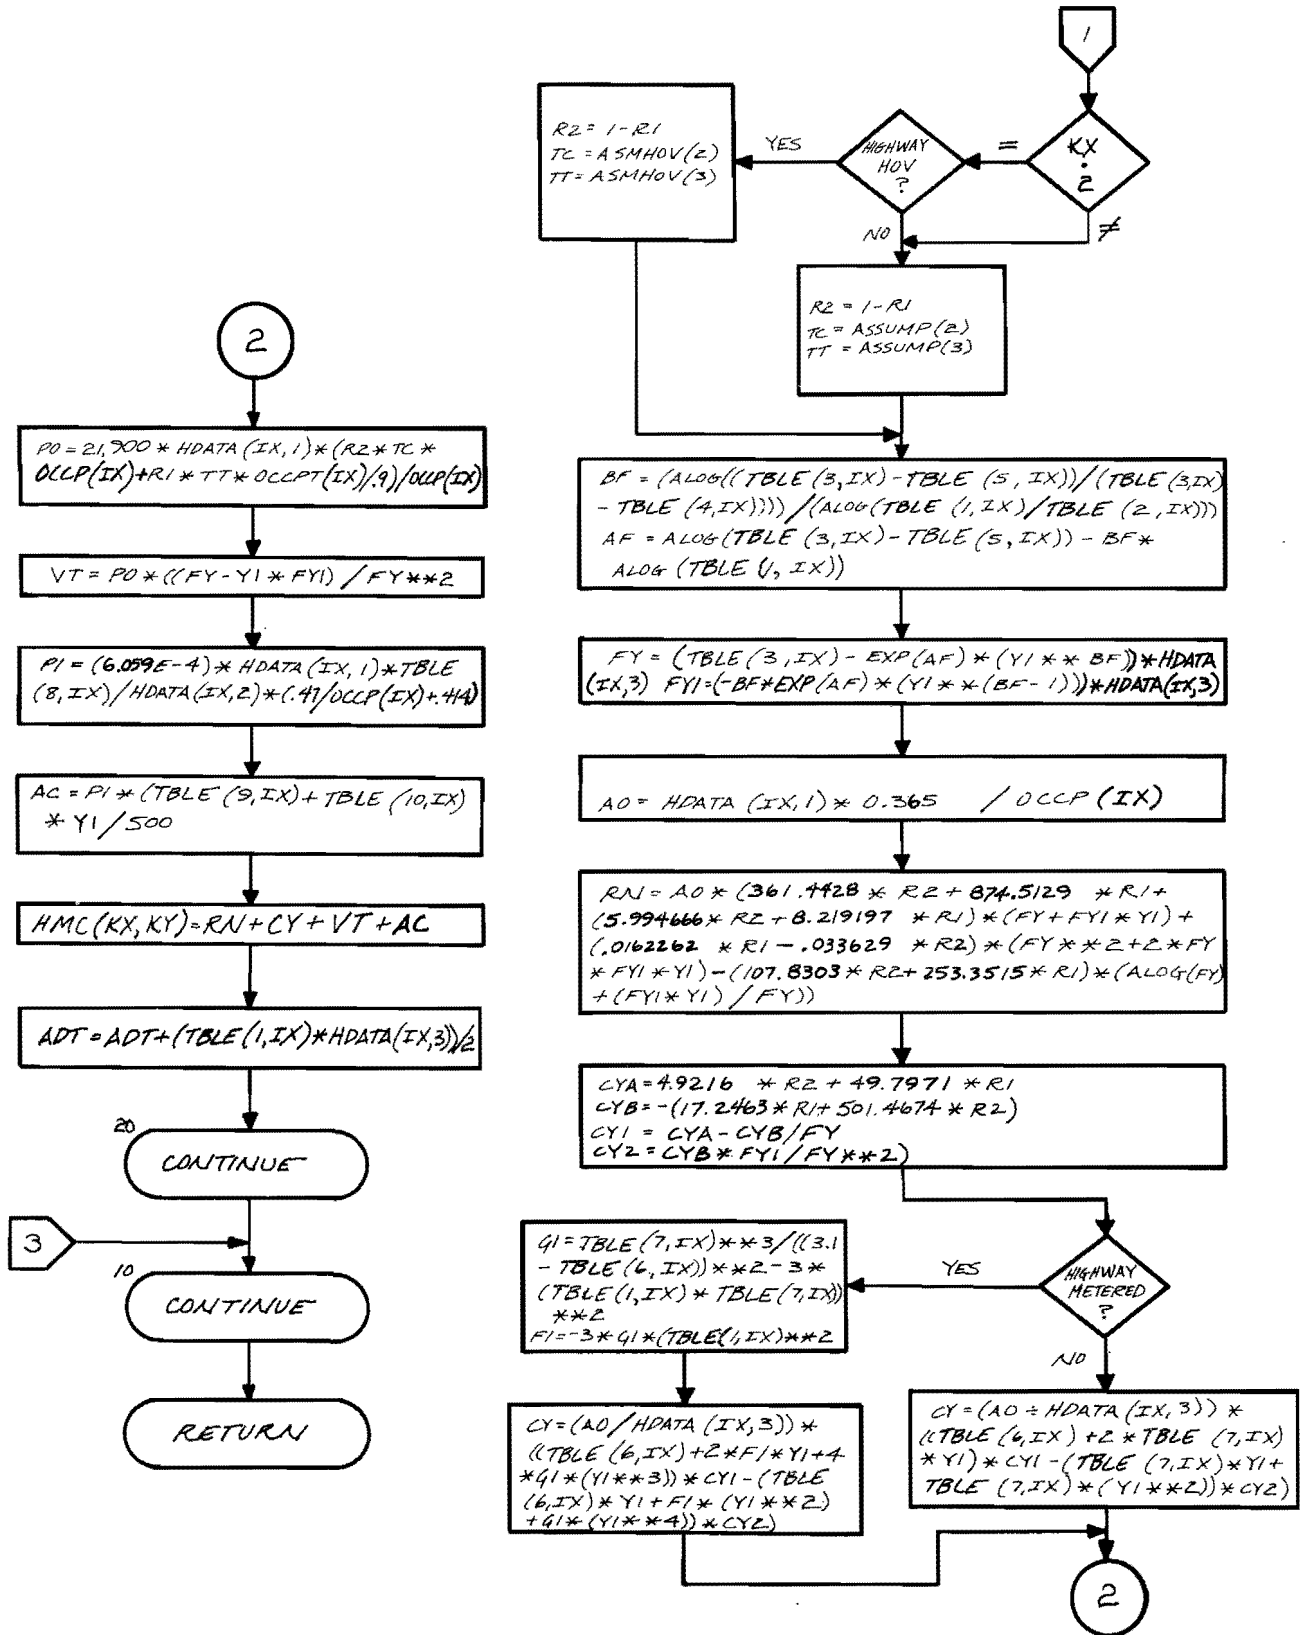 1
KX
:
2
=
≠
HIGHWAY
HOV
?
YES
NO
R2 = 1-R1
TC = ASMHOV(2)
TT = ASMHOV(3)
R2 = 1-R1
TC = ASSUMP(2)
TT = ASSUMP(3)
BF = (ALOG((TBLE (3,IX)-TBLE (5,IX))/(TBLE (3,IX)
- TBLE (4,IX))))/(ALOG(TBLE (1,IX)/TBLE (2,IX)))
AF = ALOG(TBLE (3,IX)-TBLE (5,IX)) - BF*
ALOG (TBLE (1, IX))
FY = (TBLE (3,IX)- EXP(AF) * (Y1 ** BF))*HDATA
(IX,3) FY1=(-BF*EXP(AF)*(Y1**(BF-1)))*HDATA(IX,3)
AO = HDATA (IX,1) * 0.365 / OCCP (IX)
RN1 = AO * (361.4428 * R2 + 874.5129 * R1 +
(5.994666* R2 + 8.219197 * R1) * (FY+FY1*Y1) +
(.0162262 * R1 - .033629 * R2) * (FY**2+2*FY
* FY1 * Y1) - (107.8303* R2+ 253.3515* R1) * (ALOG(FY)
+ (FY1* Y1) / FY))
CYA=4.9216 * R2 + 49.7971 * R1
CYB=-(17.2463* R1+ 501.4674 * R2)
CY1 = CYA - CYB/FY
CY2 = CYB * FY1/FY**2)
HIGHWAY
METERED
?
YES
NO
G1=TBLE (7,IX)**3/((3.1
- TBLE (6,IX))**2-3*
(TBLE (1,IX) * TBLE (7,IX))
**2
F1=-3*G1*(TBLE(1,IX)**2
CY=(AO/HDATA (IX,3)) *
((TBLE (6,IX)+2*F1*Y1+4
*G1*(Y1**3))*CY1-(TBLE
(6,IX)*Y1+F1*(Y1**2)
+G1*(Y1**4))*CY2)
CY=(AO ÷ HDATA (IX,3)) *
((TBLE (6,IX)+2*TBLE (7,IX)
* Y1) * CY1 -(TBLE (7,IX)*Y1+
TBLE (7,IX)*(Y1**2))*CY2)
2
2
PO=21,900 * HDATA (IX,1)*(R2*TC*
OCCP(IX)+R1*TT*OCCPT(IX)/.9)/OCCP(IX)
VT=PO*((FY-Y1*FY1)/FY**2
P1=(6.059E-4)*HDATA(IX,1)*TBLE
(8,IX)/HDATA(IX,2)*(.47/OCCP(IX)+.414)
AC = P1 * (TBLE (9,IX)+TBLE (10,IX)
* Y1/500
HMC(KX,KY)=RN+CY+VT+AC
ADT=ADT+(TBLE(1,IX)*HDATA(IX,3))/2
20
CONTINUE
3
10
CONTINUE
RETURN